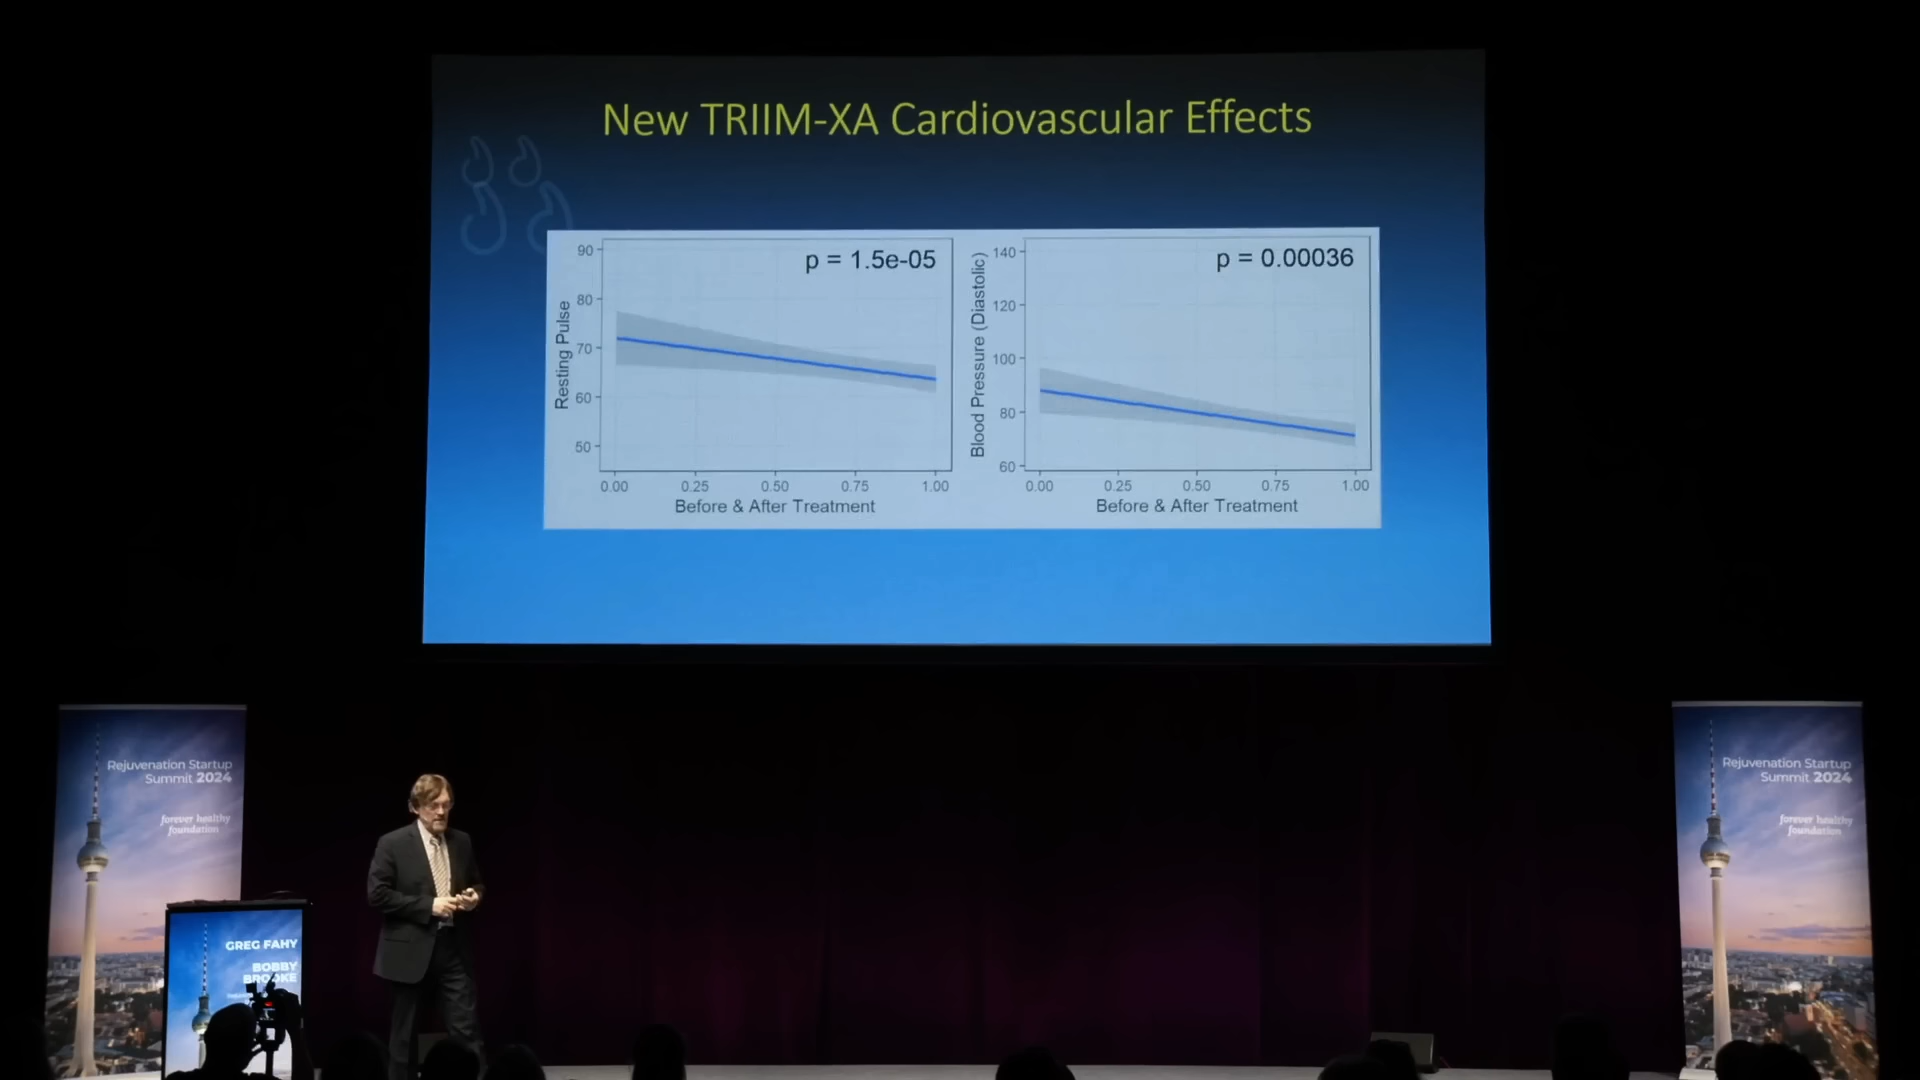 New TRIIM-XA Cardiovascular Effects
p = 1.5e-05
Resting Pulse
90
80
70
60
50
0.00 0.25 0.50 0.75 1.00
Before & After Treatment
p = 0.00036
Blood Pressure (Diastolic)
140
120
100
80
60
0.00 0.25 0.50 0.75 1.00
Before & After Treatment
Rejuvenation Startup
Summit 2024
forever healthy
foundation
GREG FAHY
BOBBY
BROOKE
Rejuvenation Startup
Summit 2024
forever healthy
foundation